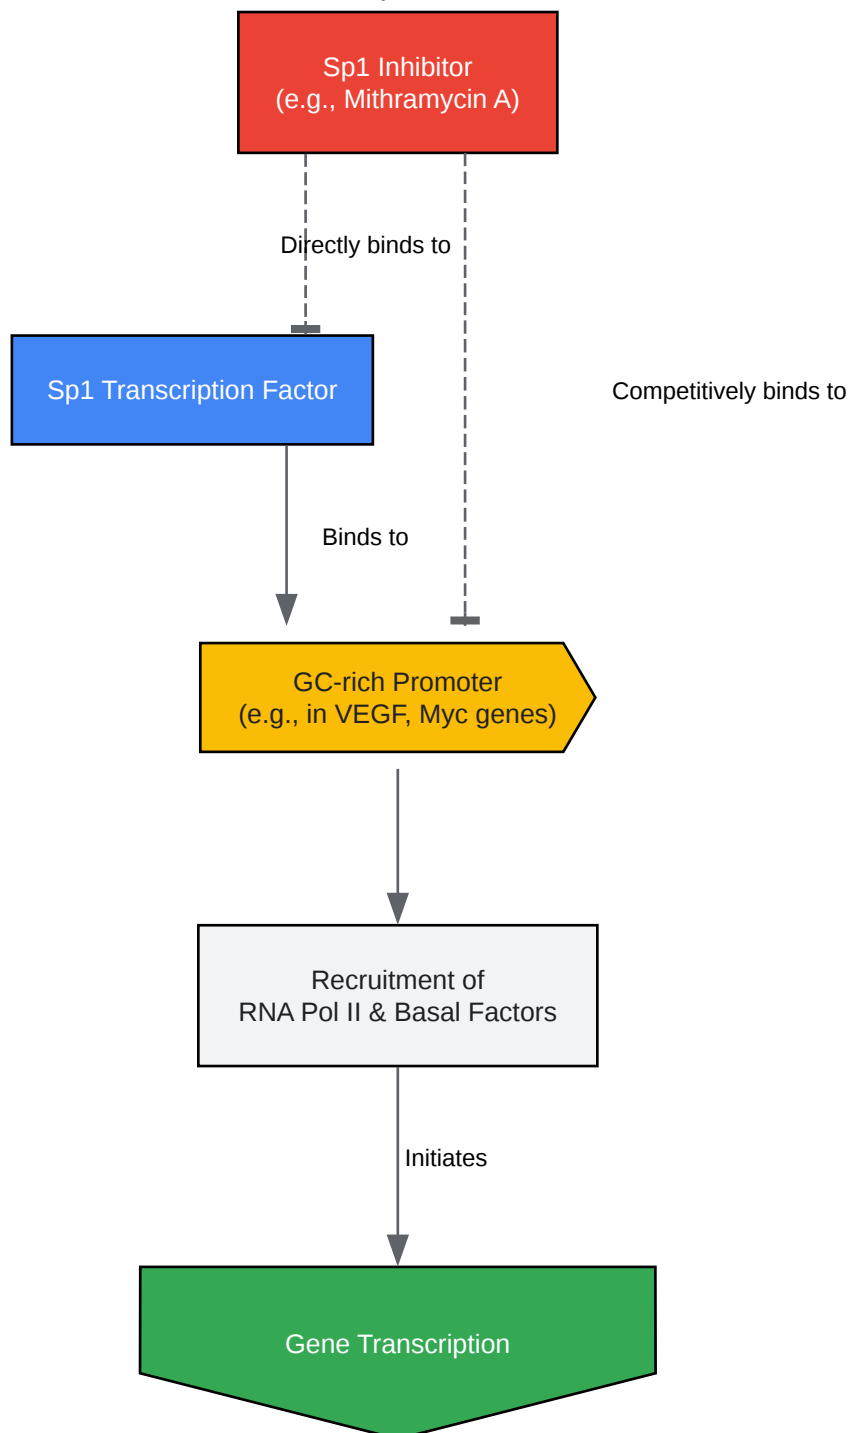 Sp1 Inhibitor
(e.g., Mithramycin A)
Directly binds to
Sp1 Transcription Factor
Competitively binds to
Binds to
GC-rich Promoter
(e.g., in VEGF, Myc genes)
Recruitment of
RNA Pol II & Basal Factors
Initiates
Gene Transcription